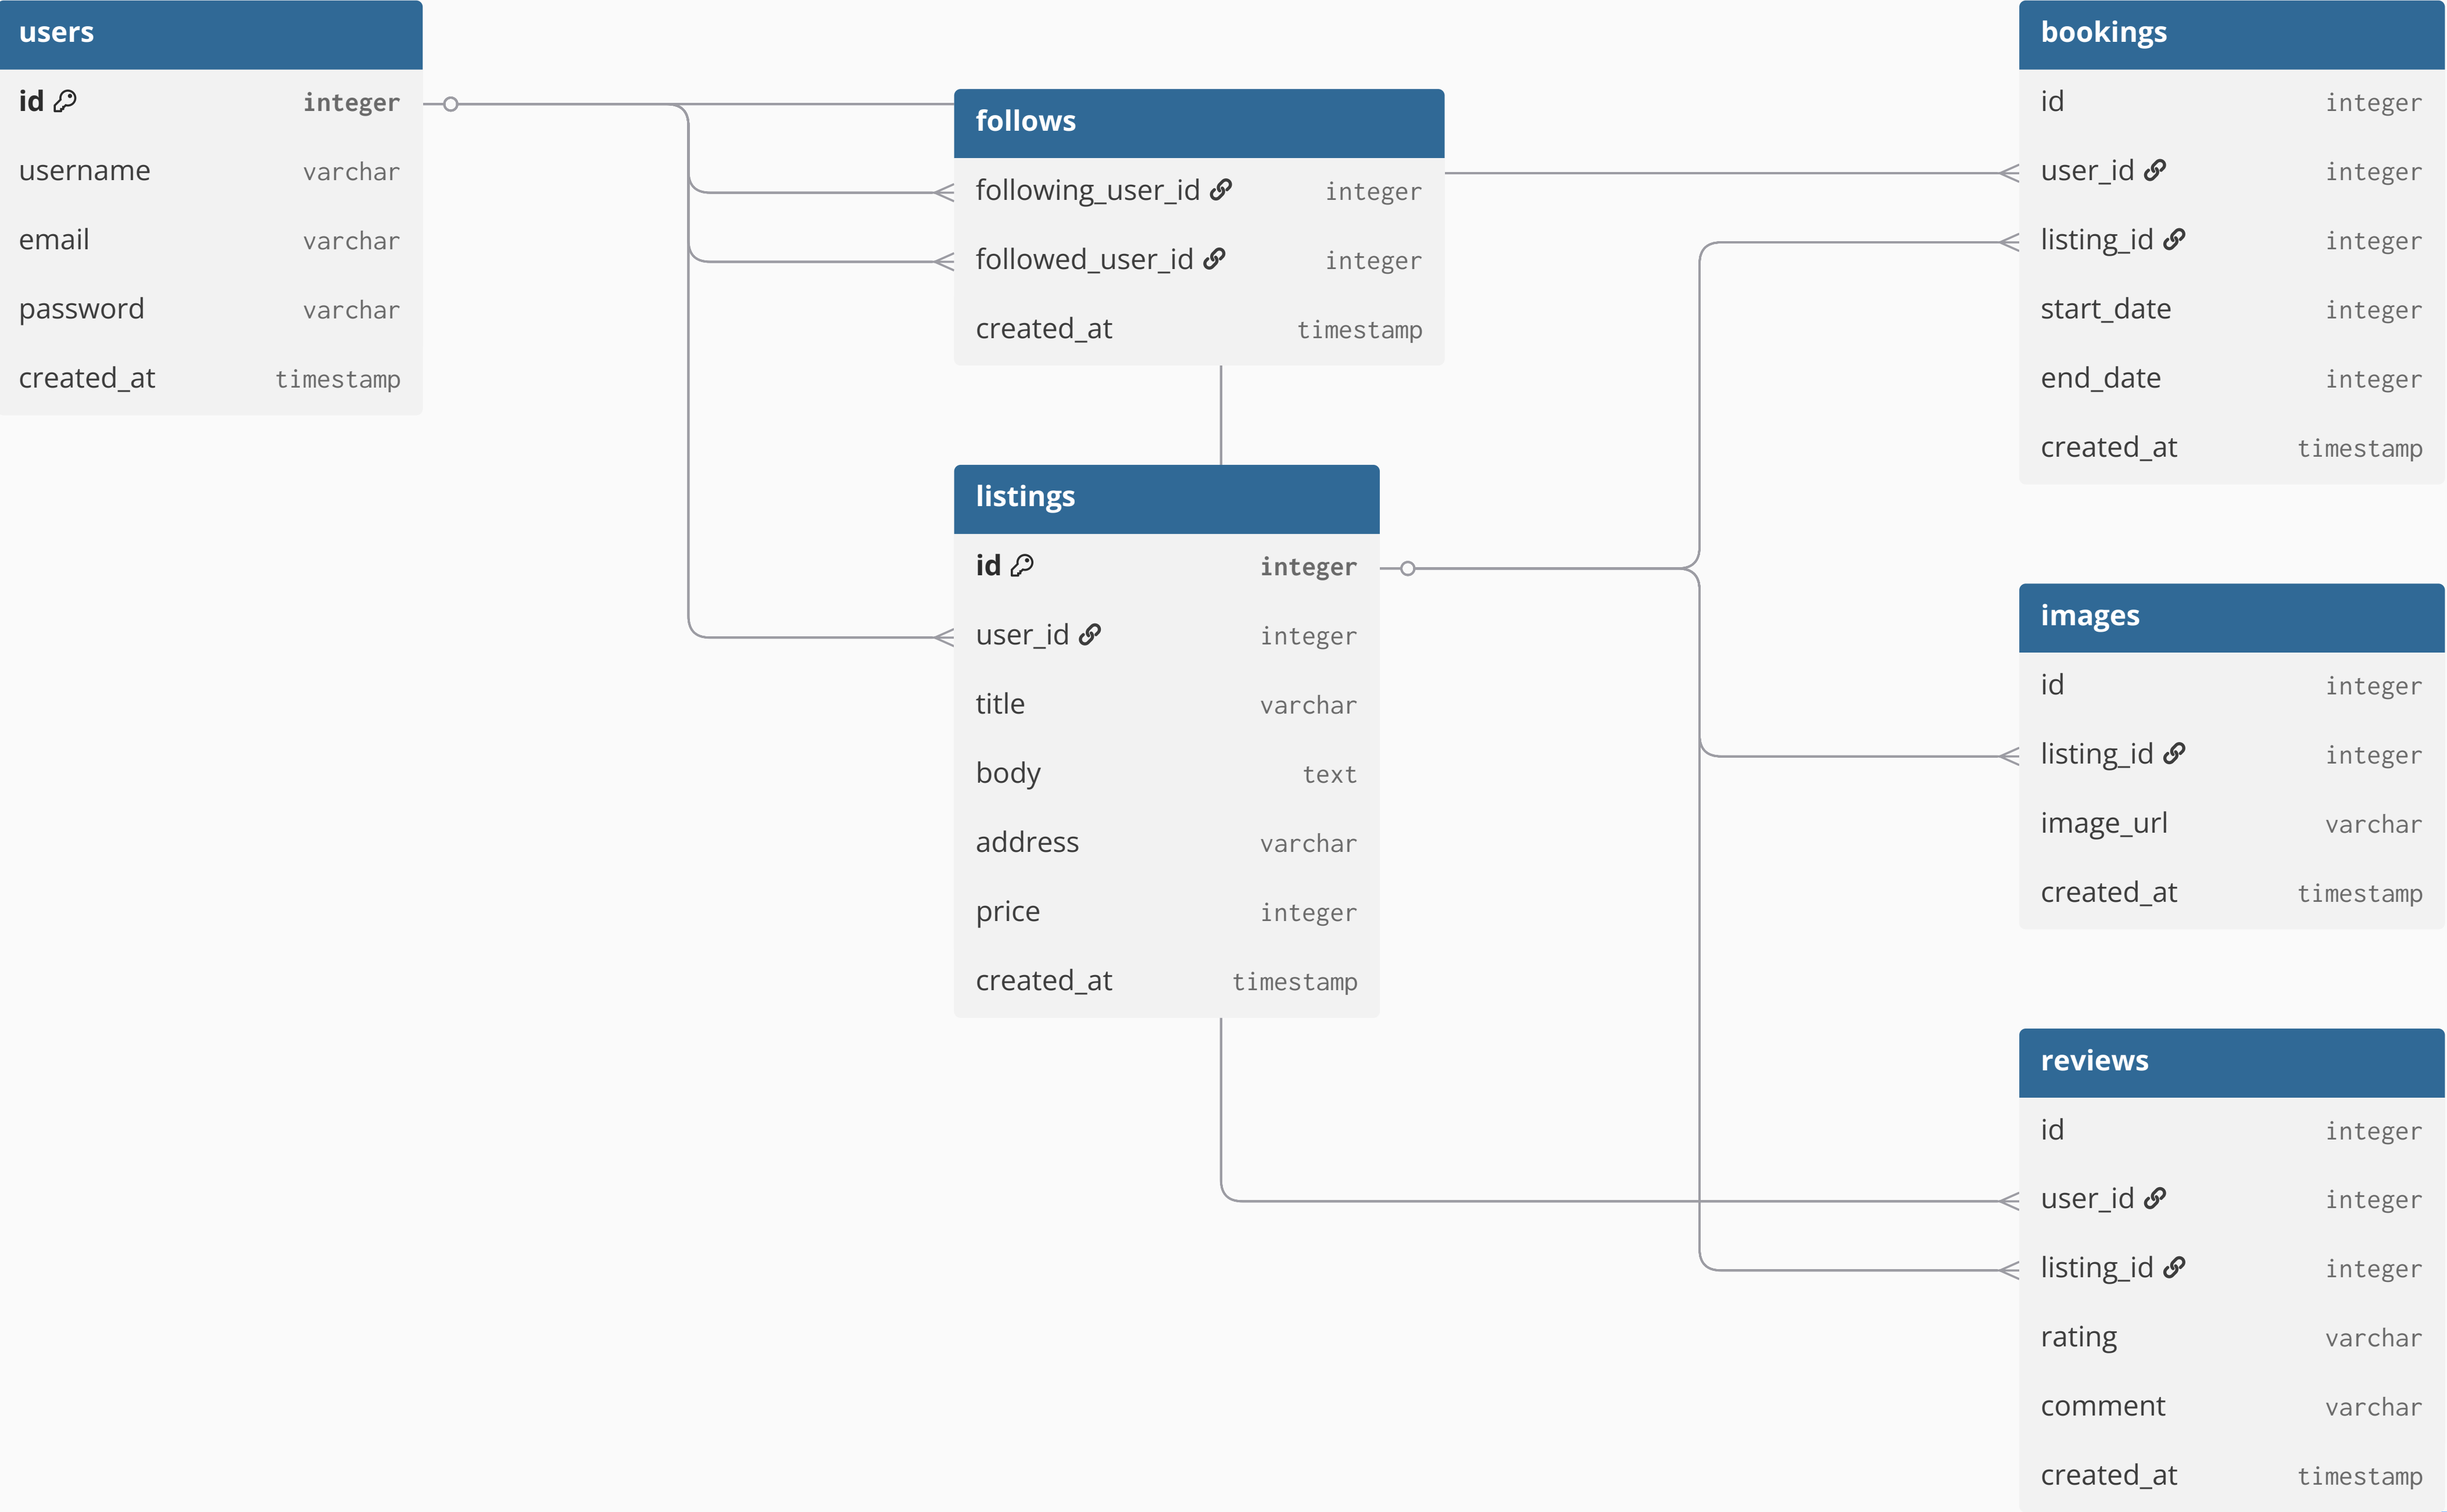 users
id integer
username varchar
email varchar
password varchar
created_at timestamp
follows
following_user_id integer
followed_user_id integer
created_at timestamp
listings
id integer
user_id integer
title varchar
body text
address varchar
price integer
created_at timestamp
bookings
id integer
user_id integer
listing_id integer
start_date integer
end_date integer
created_at timestamp
images
id integer
listing_id integer
image_url varchar
created_at timestamp
reviews
id integer
user_id integer
listing_id integer
rating varchar
comment varchar
created_at timestamp